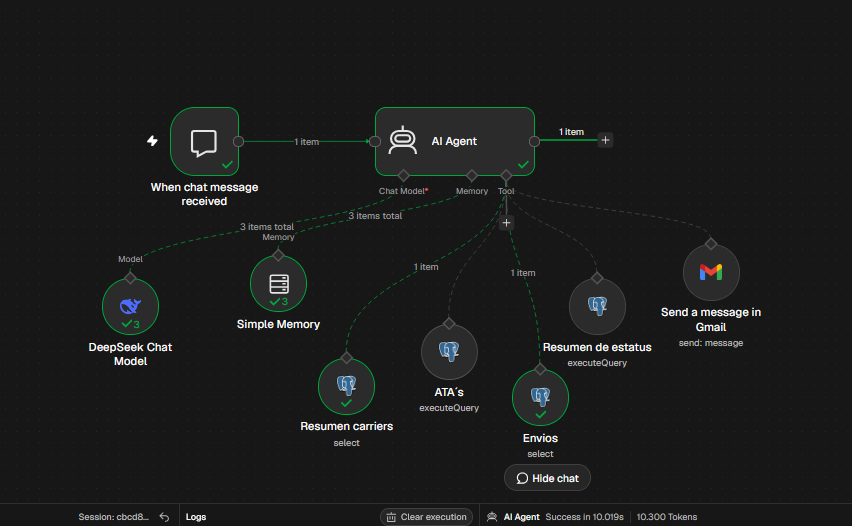 1 item
AI Agent
1 item
When chat message
received
Chat Model*
Memory
Tool
3 items total
3 items total
Memory
Model
1 item
1 item
3
3
DeepSeek Chat
Model
Simple Memory
Send a message in
Gmail
send: message
Resumen de estatus
executeQuery
ATA´s
executeQuery
Resumen carriers
select
Envios
select
Hide chat
Session: cbcd8...
Logs
Clear execution
AI Agent Success in 10.019s
10.300 Tokens